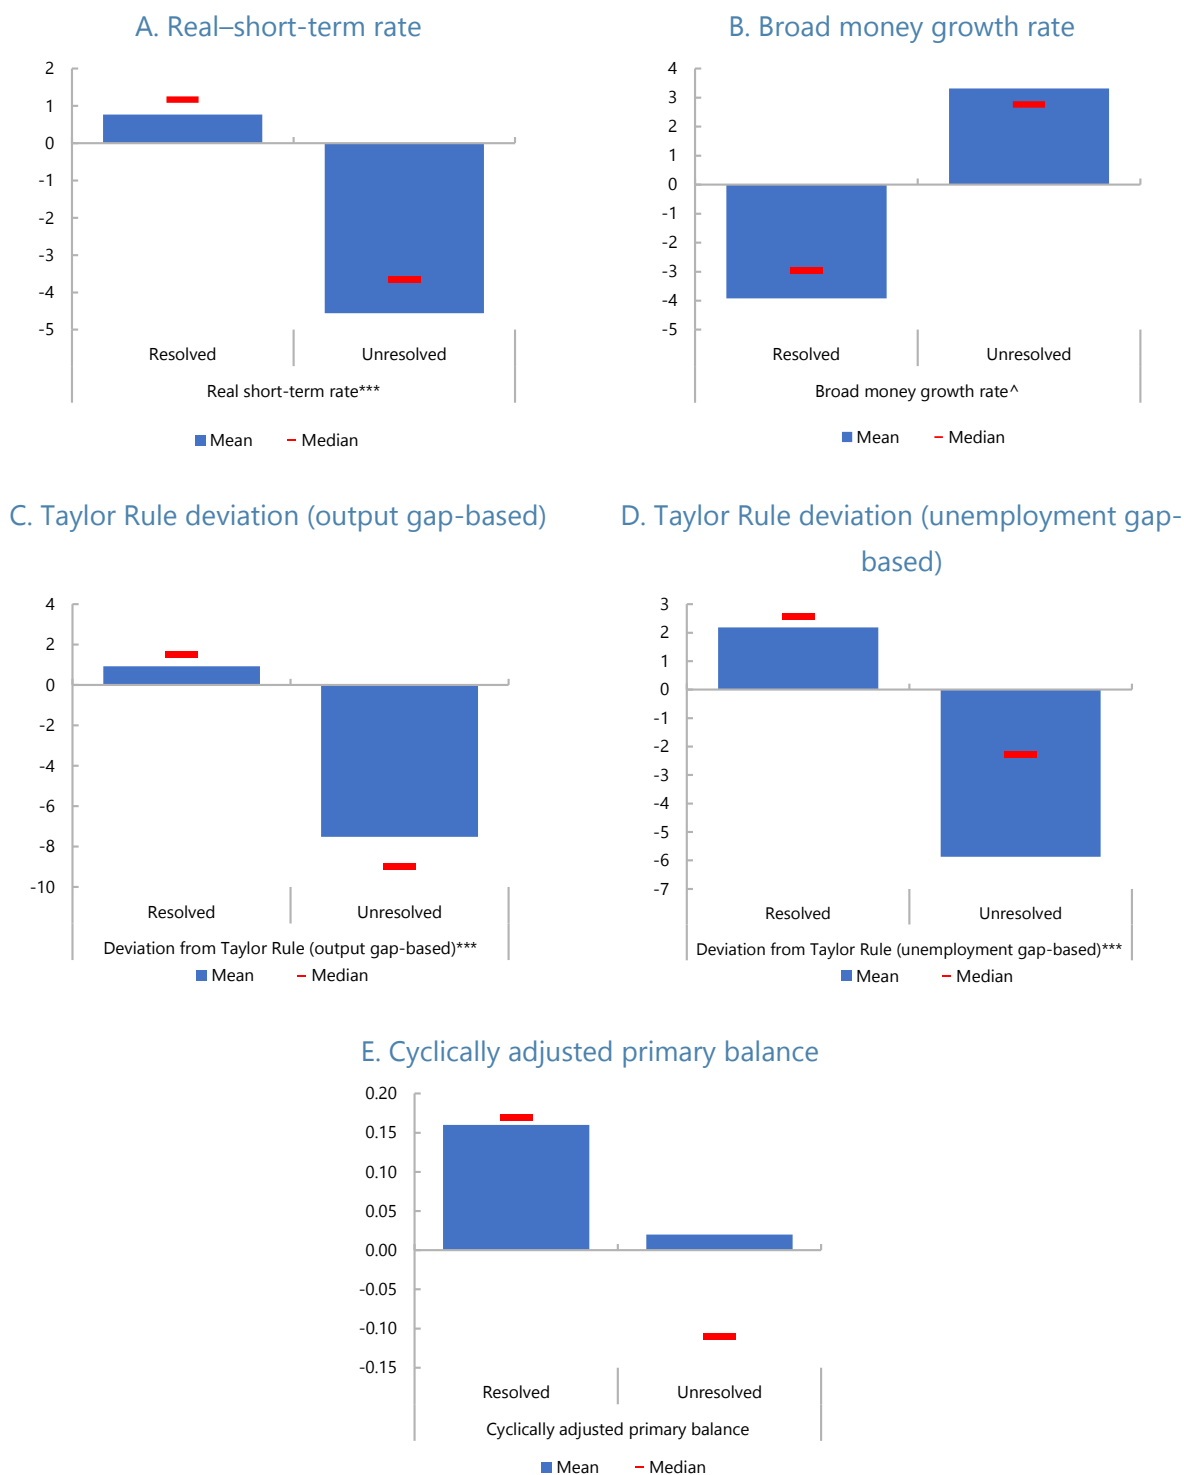 A. Real–short-term rate
2
1
0
-1
-2
-3
-4
-5
Resolved Unresolved
Real short-term rate***
Mean Median
B. Broad money growth rate
4
3
2
1
0
-1
-2
-3
-4
-5
Resolved Unresolved
Broad money growth rate^
Mean Median
C. Taylor Rule deviation (output gap-based)
4
2
0
-2
-4
-6
-8
-10
Resolved Unresolved
Deviation from Taylor Rule (output gap-based)***
Mean Median
D. Taylor Rule deviation (unemployment gap-
based)
3
2
1
0
-1
-2
-3
-4
-5
-6
-7
Resolved Unresolved
Deviation from Taylor Rule (unemployment gap-based)***
Mean Median
E. Cyclically adjusted primary balance
0.20
0.15
0.10
0.05
0.00
-0.05
-0.10
-0.15
Resolved Unresolved
Cyclically adjusted primary balance
Mean Median